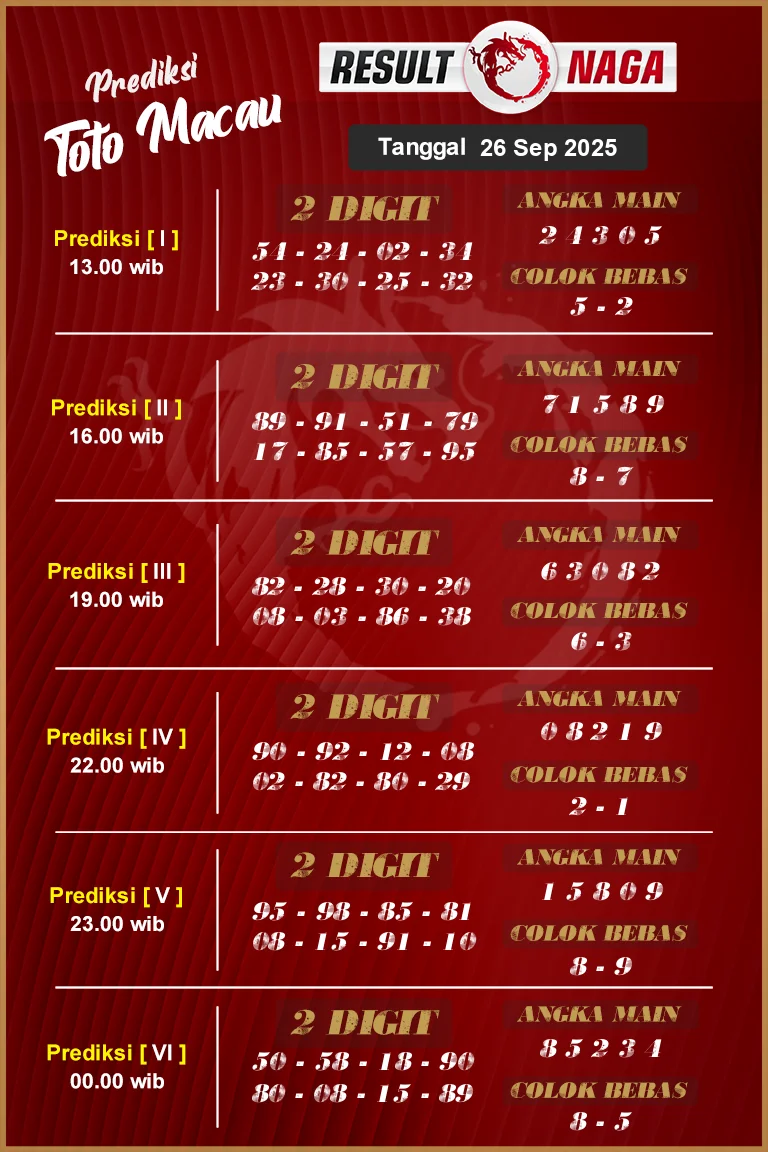 Prediksi
Toto Macau
RESULT NAGA
Tanggal 26 Sep 2025
Prediksi [ I ]
13.00 wib
2 DIGIT
54 - 24 - 02 - 34
23 - 30 - 25 - 32
ANGKA MAIN
2 4 3 0 5
COLOK BEBAS
5 - 2
Prediksi [ II ]
16.00 wib
2 DIGIT
89 - 91 - 51 - 79
17 - 85 - 57 - 95
ANGKA MAIN
7 1 5 8 9
COLOK BEBAS
8 - 7
Prediksi [ III ]
19.00 wib
2 DIGIT
82 - 28 - 30 - 20
08 - 03 - 86 - 38
ANGKA MAIN
6 3 0 8 2
COLOK BEBAS
6 - 3
Prediksi [ IV ]
22.00 wib
2 DIGIT
90 - 92 - 12 - 08
02 - 82 - 80 - 29
ANGKA MAIN
0 8 2 1 9
COLOK BEBAS
2 - 1
Prediksi [ V ]
23.00 wib
2 DIGIT
95 - 98 - 85 - 81
08 - 15 - 91 - 10
ANGKA MAIN
1 5 8 0 9
COLOK BEBAS
8 - 9
Prediksi [ VI ]
00.00 wib
2 DIGIT
50 - 58 - 18 - 90
80 - 08 - 15 - 89
ANGKA MAIN
8 5 2 3 4
COLOK BEBAS
8 - 5